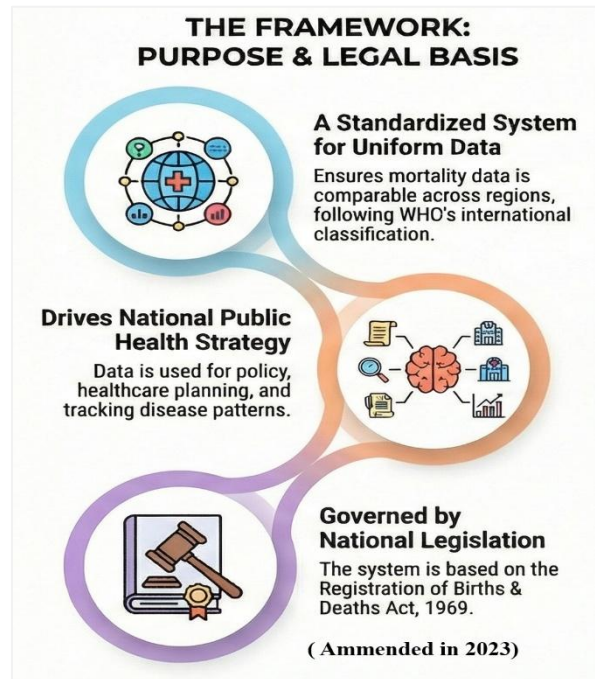 THE FRAMEWORK:
PURPOSE & LEGAL BASIS
A Standardized System
for Uniform Data
Ensures mortality data is
comparable across regions,
following WHO's international
classification.
Drives National Public
Health Strategy
Data is used for policy,
healthcare planning, and
tracking disease patterns.
Governed by
National Legislation
The system is based on the
Registration of Births &
Deaths Act, 1969.
( Ammended in 2023)